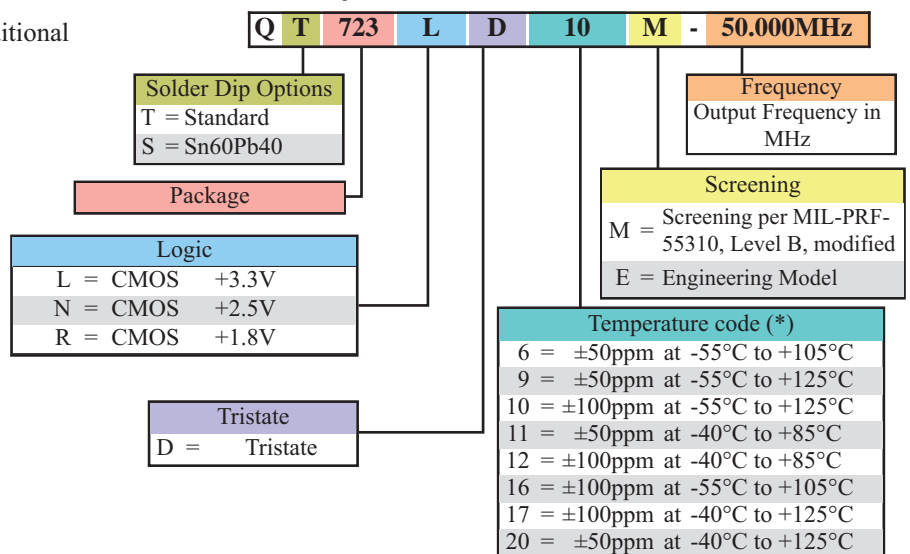 itional
Q T 723 L D 10 M - 50.000MHz
Solder Dip Options
T = Standard
S = Sn60Pb40
Package
Logic
L = CMOS +3.3V
N = CMOS +2.5V
R = CMOS +1.8V
Tristate
D = Tristate
Frequency
Output Frequency in
MHz
Screening
M = Screening per MIL-PRF-
55310, Level B, modified
E = Engineering Model
Temperature code (*)
6 = ±50ppm at -55°C to +105°C
9 = ±50ppm at -55°C to +125°C
10 = ±100ppm at -55°C to +125°C
11 = ±50ppm at -40°C to +85°C
12 = ±100ppm at -40°C to +85°C
16 = ±100ppm at -55°C to +105°C
17 = ±100ppm at -40°C to +125°C
20 = ±50ppm at -40°C to +125°C